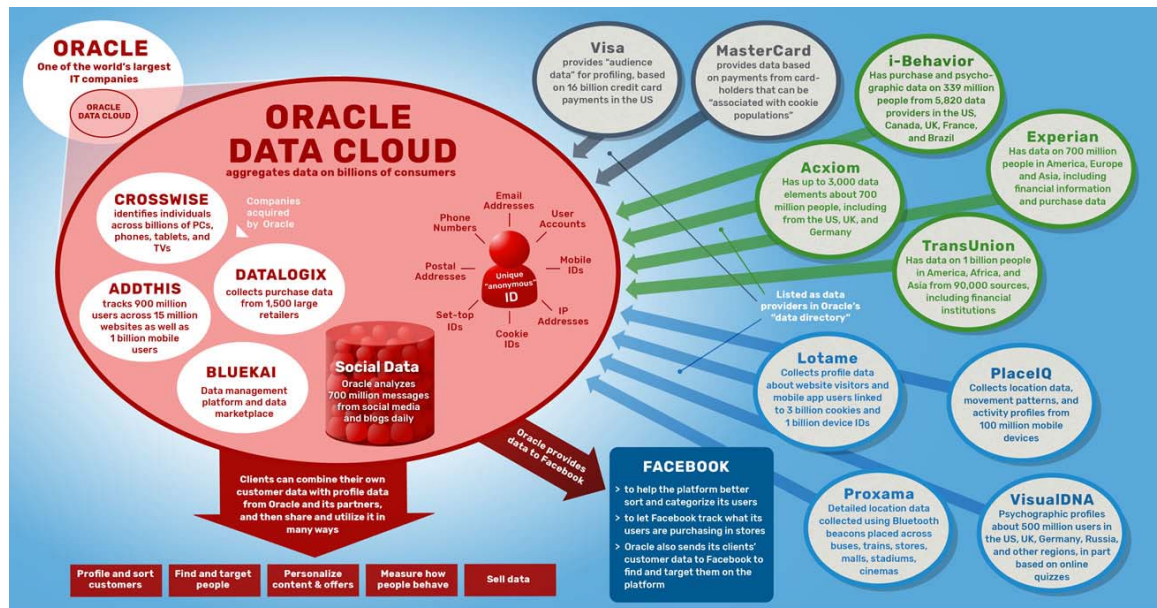 ORACLE
One of the world's largest
IT companies
ORACLE
DATA CLOUD
ORACLE
DATA CLOUD
aggregates data on billions of consumers
CROSSWISE
identifies individuals
across billions of PCs,
phones, tablets, and
TVs
Companies
acquired
by Oracle
DATALOGIX
collects purchase data
from 1,500 large
retailers
ADDTHIS
tracks 900 million
users across 15 million
websites as well as
1 billion mobile
users
BLUEKAI
Data management
platform and data
marketplace
Email
Addresses
Phone
Numbers
User
Accounts
Postal
Addresses
Mobile
IDs
Unique
"anonymous"
ID
Set-top
IDs
IP
Addresses
Cookie
IDs
Social Data
Oracle analyzes
700 million messages
from social media
and blogs daily
Visa
provides "audience
data" for profiling, based
on 16 billion credit card
payments in the US
MasterCard
provides data based
on payments from card-
holders that can be
"associated with cookie
populations"
i-Behavior
Has purchase and psycho-
graphic data on 339 million
people from 5,820 data
providers in the US,
Canada, UK, France,
and Brazil
Experian
Has data on 700 million
people in America, Europe
and Asia, including
financial information
and purchase data
Acxiom
Has up to 3,000 data
elements about 700
million people, including
from the US, UK, and
Germany
TransUnion
Has data on 1 billion people
in America, Africa, and
Asia from 90,000 sources,
including financial
institutions
Listed as data
providers in Oracle's
"data directory"
Lotame
Collects profile data
about website visitors and
mobile app users linked
to 3 billion cookies and
1 billion device IDs
PlaceIQ
Collects location data,
movement patterns, and
activity profiles from
100 million mobile
devices
Proxama
Detailed location data
collected using Bluetooth
beacons placed across
buses, trains, stores,
malls, stadiums,
cinemas
VisualDNA
Psychographic profiles
about 500 million users in
the US, UK, Germany, Russia,
and other regions, in part
based on online
quizzes
Oracle provides
data to Facebook
FACEBOOK
> to help the platform better
sort and categorize its users
> to let Facebook track what its
users are purchasing in stores
> Oracle also sends its clients'
customer data to Facebook to
find and target them on the
platform
Clients can combine their own
customer data with profile data
from Oracle and its partners,
and then share and utilize it in
many ways
Profile and sort
customers
Find and target
people
Personalize
content & offers
Measure how
people behave
Sell data